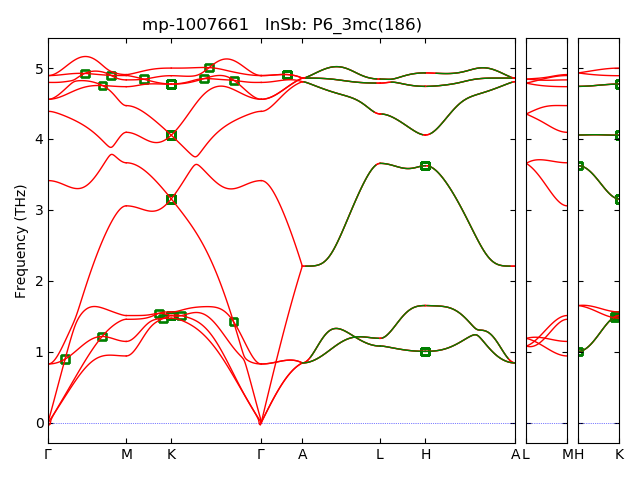 mp-1007661 InSb: P6_3mc(186)
Frequency (THz)
5
4
3
2
1
0
Γ M K Γ A L H A L M H K